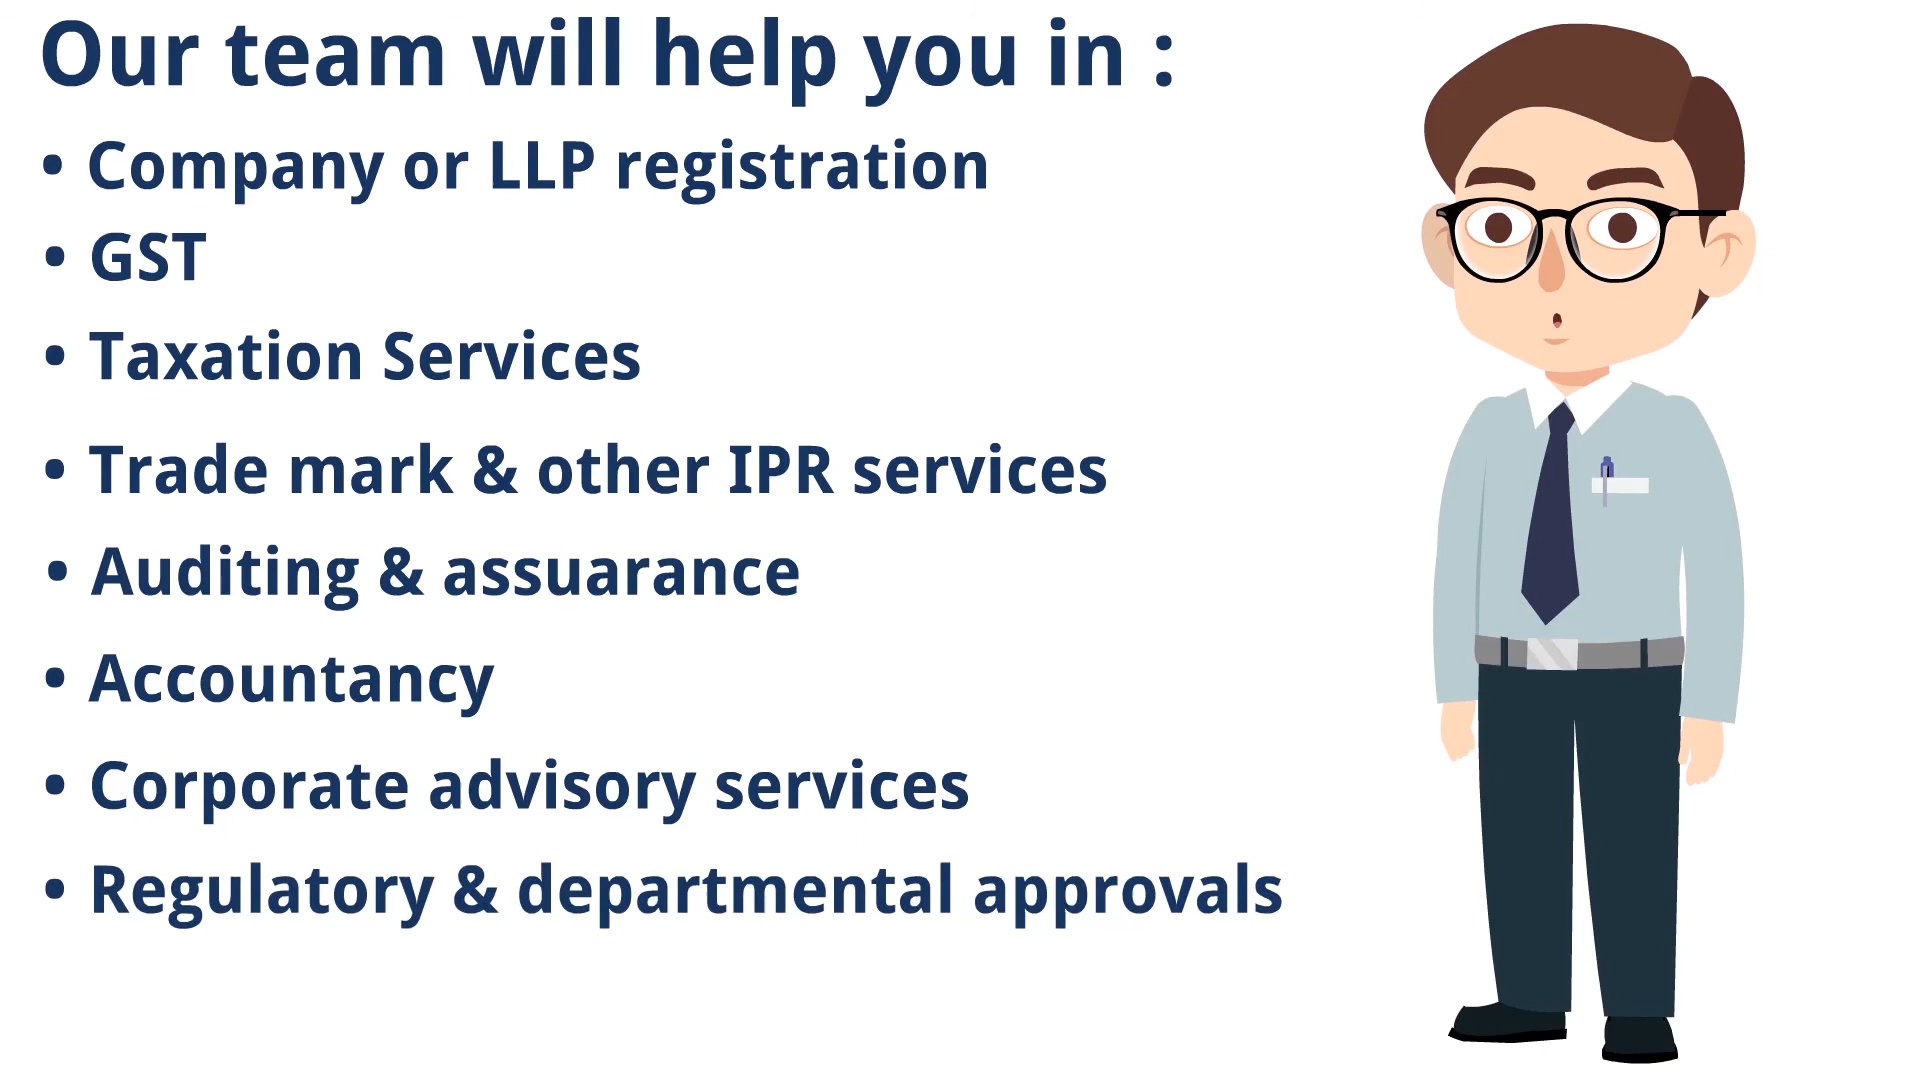 Our team will help you in :
• Company or LLP registration
• GST
• Taxation Services
• Trade mark & other IPR services
• Auditing & assuarance
• Accountancy
• Corporate advisory services
• Regulatory & departmental approvals